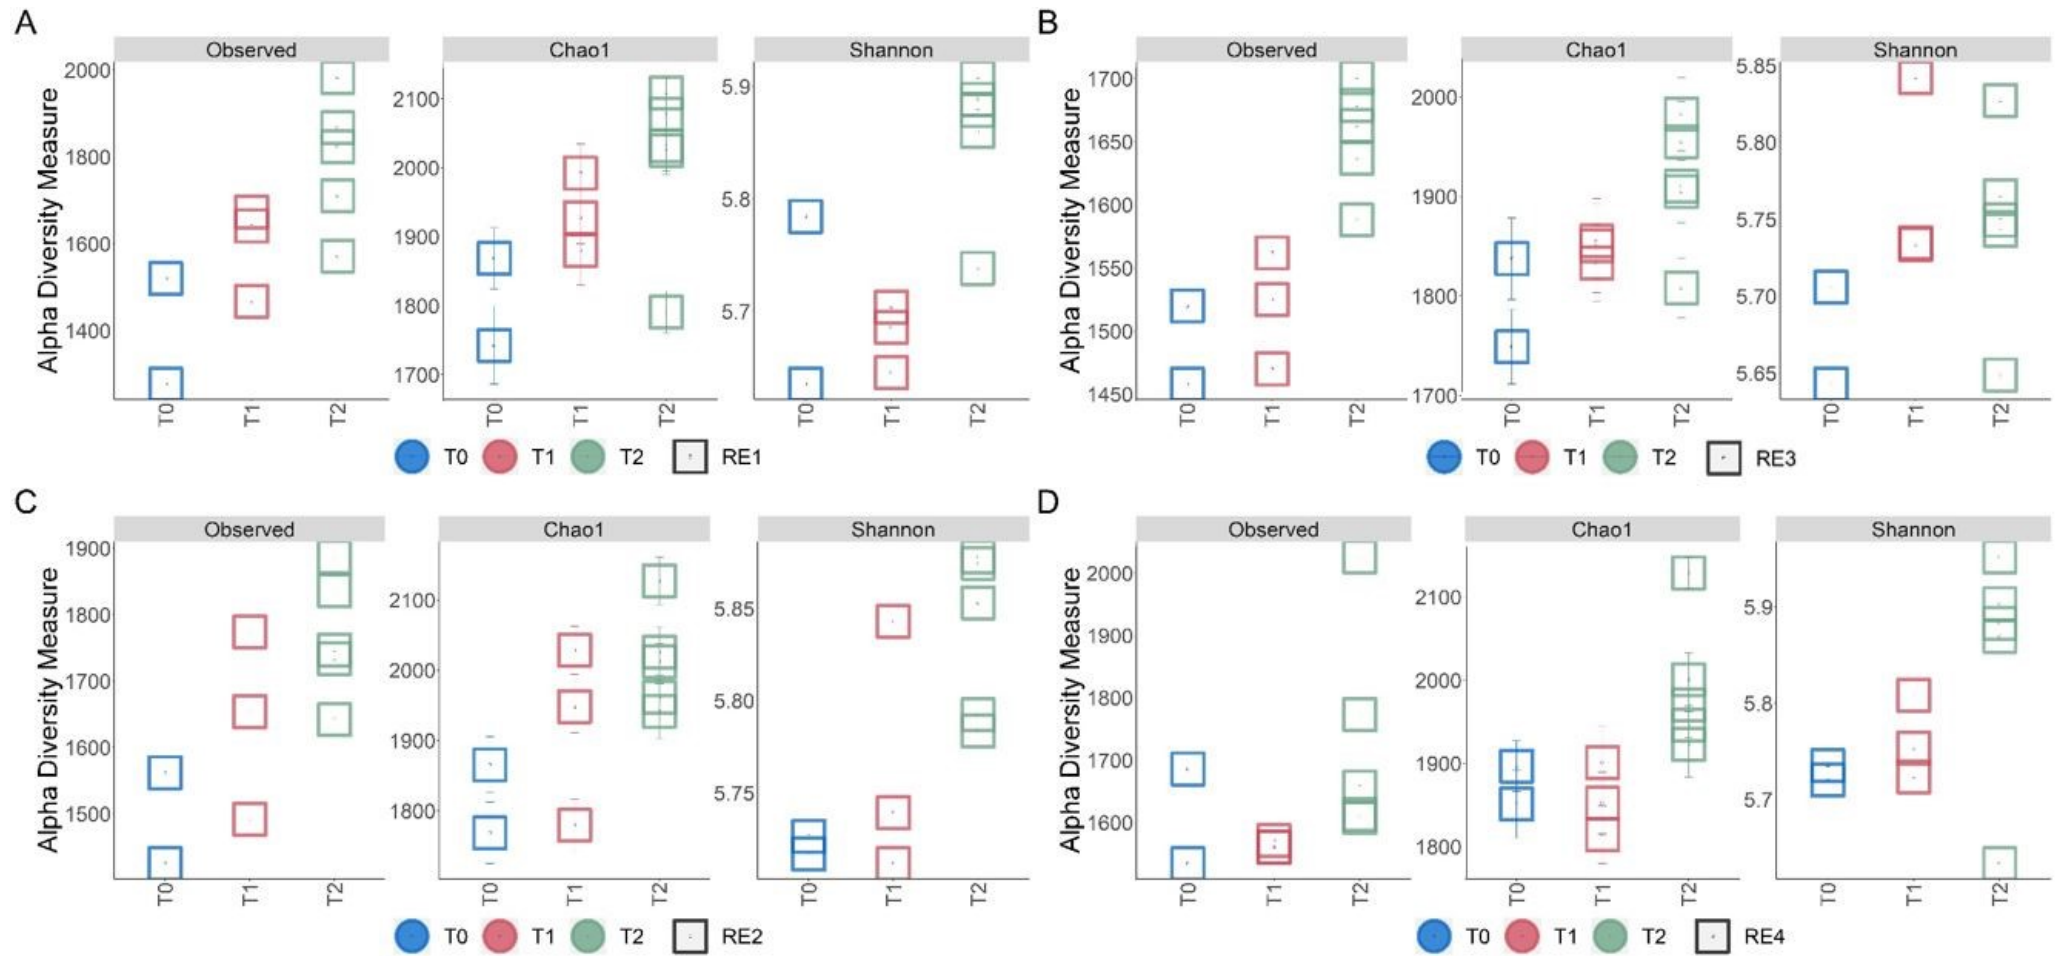 A
Observed
Chao1
Shannon
Alpha Diversity Measure
2000
1800
1600
1400
2100
2000
1900
1800
1700
5.9
5.8
5.7
T0
T1
T2
T0
T1
T2
T0
T1
T2
T0 T1 T2 RE1
B
Observed
Chao1
Shannon
Alpha Diversity Measure
1700
1650
1600
1550
1500
1450
2000
1900
1800
1700
5.85
5.80
5.75
5.70
5.65
T0
T1
T2
T0
T1
T2
T0
T1
T2
T0 T1 T2 RE3
C
Observed
Chao1
Shannon
Alpha Diversity Measure
1900
1800
1700
1600
1500
2100
2000
1900
1800
5.85
5.80
5.75
T0
T1
T2
T0
T1
T2
T0
T1
T2
T0 T1 T2 RE2
D
Observed
Chao1
Shannon
Alpha Diversity Measure
2000
1900
1800
1700
1600
2100
2000
1900
1800
5.9
5.8
5.7
T0
T1
T2
T0
T1
T2
T0
T1
T2
T0 T1 T2 RE4